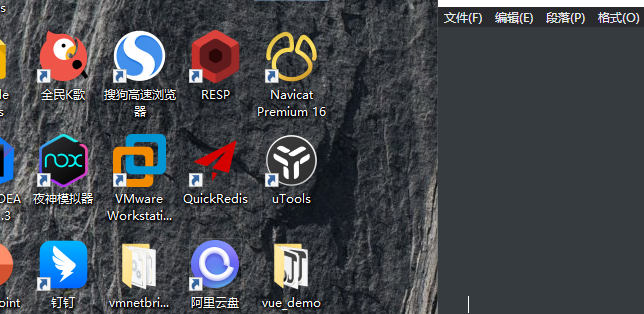 s
文件(F) 编辑(E) 段落(P) 格式(O)
le
全民K歌
搜狗高速浏览
器
RESP
Navicat
Premium 16
s
nox
DEA
.3
夜神模拟器
VMware
Workstati...
QuickRedis
uTools
oint
钉钉
vmnetbri...
阿里云盘
vue_demo